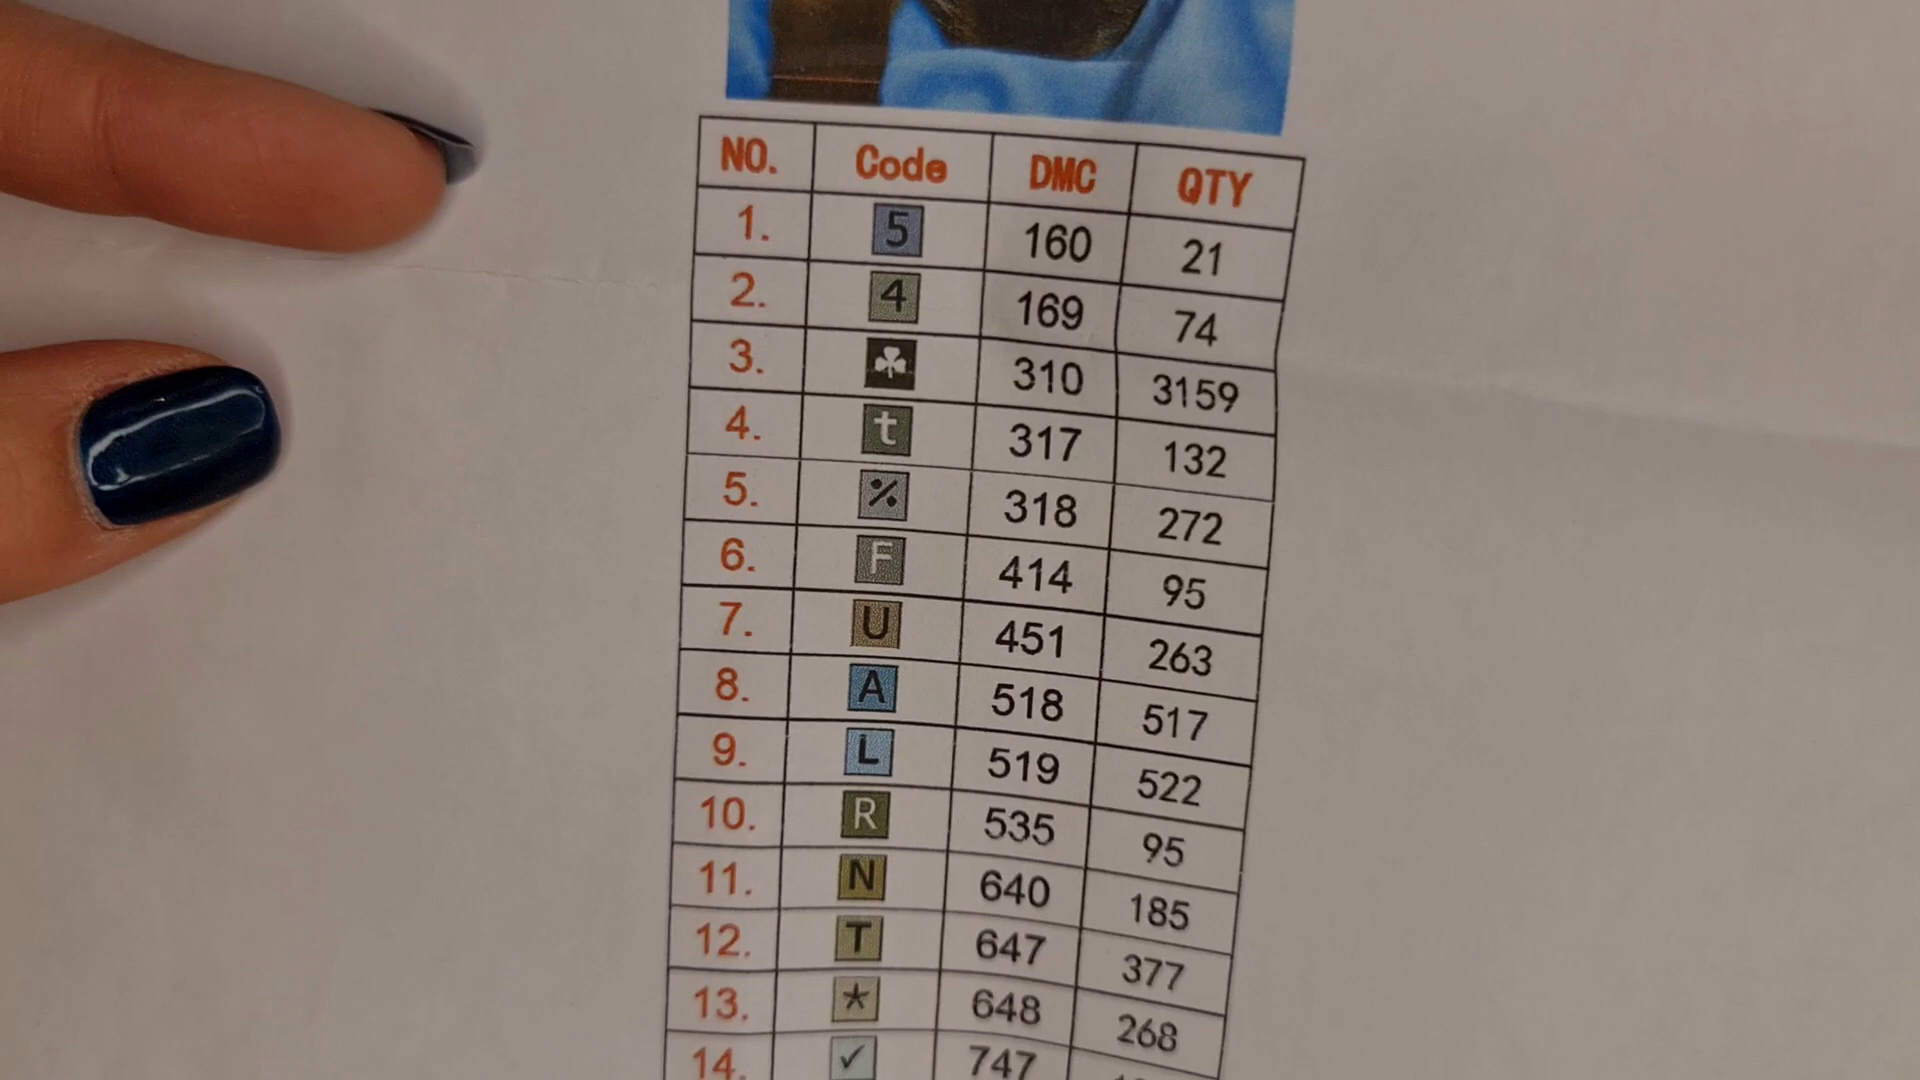 NO. Code DMC QTY
1. 5 160 21
2. 4 169 74
3. ☘ 310 3159
4. t 317 132
5. % 318 272
6. F 414 95
7. U 451 263
8. A 518 517
9. L 519 522
10. R 535 95
11. N 640 185
12. T 647 377
13. * 648 268
14. ✓ 747